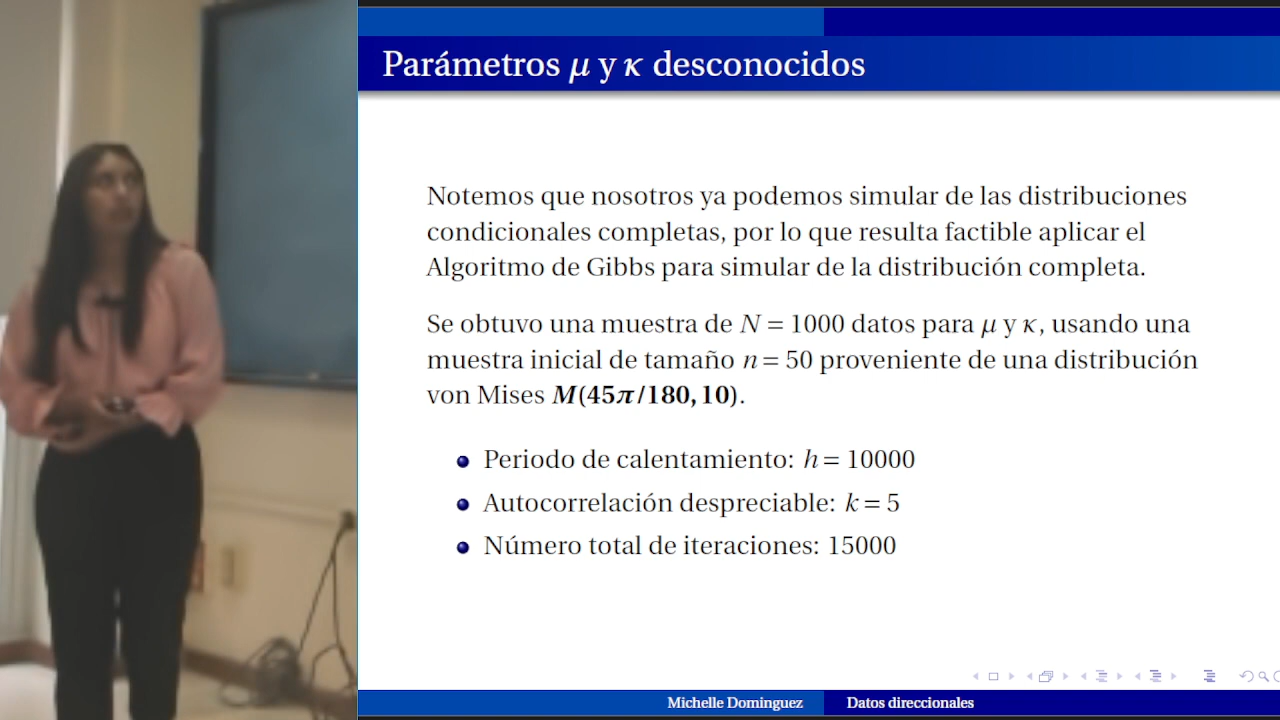 Parámetros μ y κ desconocidos
Notemos que nosotros ya podemos simular de las distribuciones
condicionales completas, por lo que resulta factible aplicar el
Algoritmo de Gibbs para simular de la distribución completa.
Se obtuvo una muestra de N = 1000 datos para μ y κ, usando una
muestra inicial de tamaño n = 50 proveniente de una distribución
von Mises M(45π/180, 10).
Periodo de calentamiento: h = 10000
Autocorrelación despreciable: k = 5
Número total de iteraciones: 15000
Michelle Dominguez
Datos direccionales